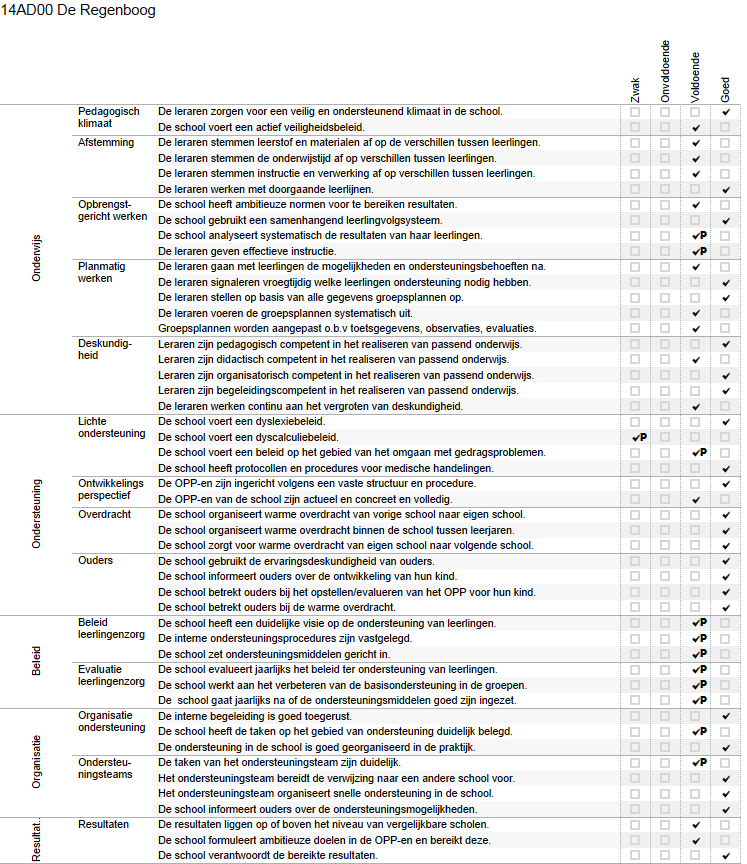 14AD00 De Regenboog
Zwak
Onvoldoende
Voldoende
Goed
Onderwijs
Pedagogisch klimaat
De leraren zorgen voor een veilig en ondersteunend klimaat in de school. ✓
De school voert een actief veiligheidsbeleid. ✓
Afstemming
De leraren stemmen leerstof en materialen af op de verschillen tussen leerlingen. ✓
De leraren stemmen de onderwijstijd af op verschillen tussen leerlingen. ✓
De leraren stemmen instructie en verwerking af op verschillen tussen leerlingen. ✓
De leraren werken met doorgaande leerlijnen. ✓
Opbrengst-
gericht werken
De school heeft ambitieuze normen voor te bereiken resultaten. ✓
De school gebruikt een samenhangend leerlingvolgsysteem. ✓
De school analyseert systematisch de resultaten van haar leerlingen. ✓P
De leraren geven effectieve instructie. ✓P
Planmatig
werken
De leraren gaan met leerlingen de mogelijkheden en ondersteuningsbehoeften na. ✓
De leraren signaleren vroegtijdig welke leerlingen ondersteuning nodig hebben. ✓
De leraren stellen op basis van alle gegevens groepsplannen op. ✓
De leraren voeren de groepsplannen systematisch uit. ✓
Groepsplannen worden aangepast o.b.v toetsgegevens, observaties, evaluaties. ✓
Deskundig-
heid
Leraren zijn pedagogisch competent in het realiseren van passend onderwijs. ✓
Leraren zijn didactisch competent in het realiseren van passend onderwijs. ✓
Leraren zijn organisatorisch competent in het realiseren van passend onderwijs. ✓
Leraren zijn begeleidingscompetent in het realiseren van passend onderwijs. ✓
De leraren werken continu aan het vergroten van deskundigheid. ✓
Ondersteuning
Lichte
ondersteuning
De school voert een dyslexiebeleid. ✓
De school voert een dyscalculiebeleid. ✓P
De school voert een beleid op het gebied van het omgaan met gedragsproblemen. ✓P
De school heeft protocollen en procedures voor medische handelingen. ✓
Ontwikkelings
perspectief
De OPP-en zijn ingericht volgens een vaste structuur en procedure. ✓
De OPP-en van de school zijn actueel en concreet en volledig. ✓
Overdracht
De school organiseert warme overdracht van vorige school naar eigen school. ✓
De school organiseert warme overdracht binnen de school tussen leerjaren. ✓
De school zorgt voor warme overdracht van eigen school naar volgende school. ✓
Ouders
De school gebruikt de ervaringsdeskundigheid van ouders. ✓
De school informeert ouders over de ontwikkeling van hun kind. ✓
De school betrekt ouders bij het opstellen/evalueren van het OPP voor hun kind. ✓
De school betrekt ouders bij de warme overdracht. ✓
Beleid
Beleid
leerlingenzorg
De school heeft een duidelijke visie op de ondersteuning van leerlingen. ✓P
De interne ondersteuningsprocedures zijn vastgelegd. ✓P
De school zet ondersteuningsmiddelen gericht in. ✓P
Evaluatie
leerlingenzorg
De school evalueert jaarlijks het beleid ter ondersteuning van leerlingen. ✓P
De school werkt aan het verbeteren van de basisondersteuning in de groepen. ✓P
De school gaat jaarlijks na of de ondersteuningsmiddelen goed zijn ingezet. ✓P
Organisatie
Organisatie
ondersteuning
De interne begeleiding is goed toegerust. ✓
De school heeft de taken op het gebied van ondersteuning duidelijk belegd. ✓P
De ondersteuning in de school is goed georganiseerd in de praktijk. ✓
Ondersteu-
ningsteams
De taken van het ondersteuningsteam zijn duidelijk. ✓P
Het ondersteuningsteam bereidt de verwijzing naar een andere school voor. ✓
Het ondersteuningsteam organiseert snelle ondersteuning in de school. ✓
De school informeert ouders over de ondersteuningsmogelijkheden. ✓
Resultat..
Resultaten
De resultaten liggen op of boven het niveau van vergelijkbare scholen. ✓
De school formuleert ambitieuze doelen in de OPP-en en bereikt deze. ✓
De school verantwoordt de bereikte resultaten. ✓